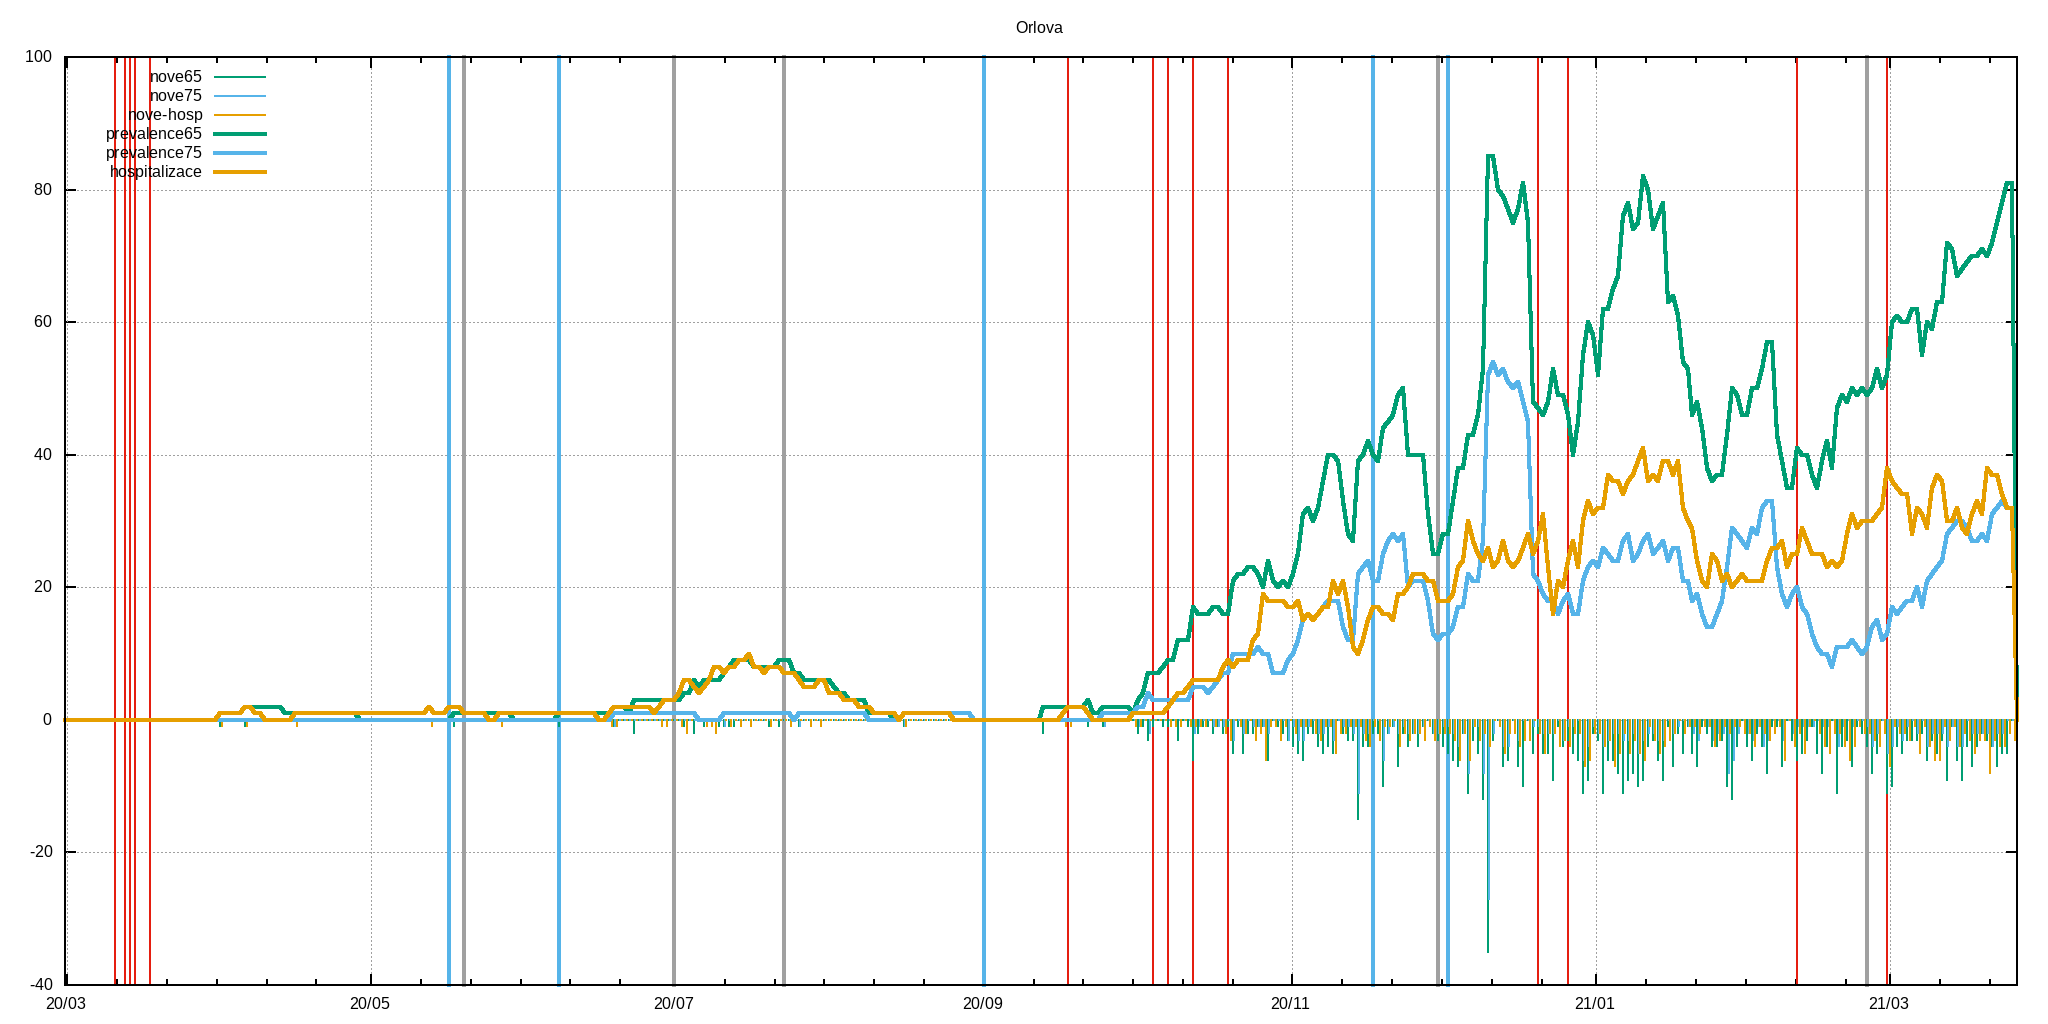 Orlova
100
80
60
40
20
0
-20
-40
nove65
nove75
nove-hosp
prevalence65
prevalence75
hospitalizace
20/03 20/05 20/07 20/09 20/11 21/01 21/03